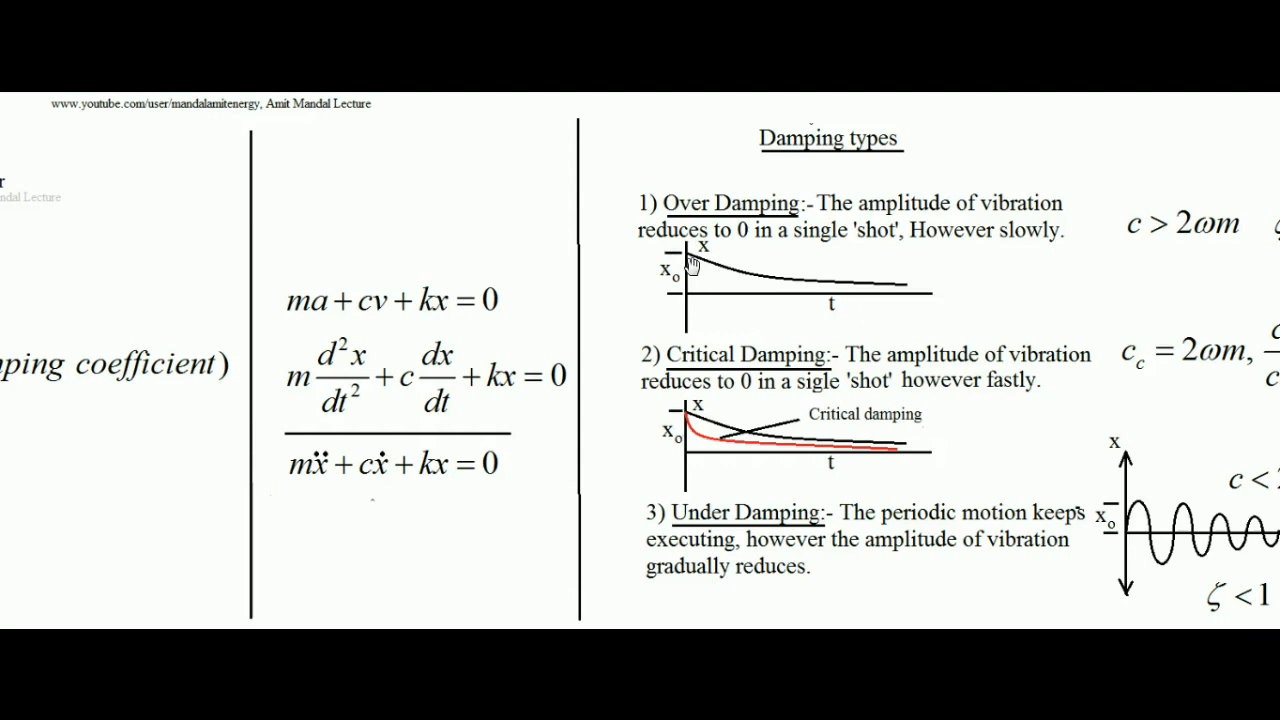 www.youtube.com/user/mandalamitenergy, Amit Mandal Lecture
r
ndal Lecture
ping coefficient)
ma + cv + kx = 0
m d²x/dt² + c dx/dt + kx = 0
mẍ + cẋ + kx = 0
Damping types
1) Over Damping:- The amplitude of vibration
reduces to 0 in a single 'shot', However slowly.
c > 2ωm ζ
x
x₀
t
2) Critical Damping:- The amplitude of vibration
reduces to 0 in a sigle 'shot' however fastly.
c_c = 2ωm, c/c
x
Critical damping
x₀
t
3) Under Damping:- The periodic motion keeps
executing, however the amplitude of vibration
gradually reduces.
x
c < 2
x₀
ζ < 1